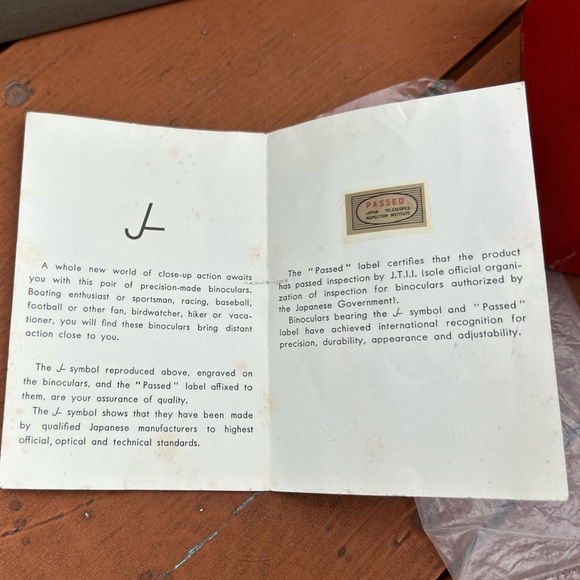 JL
A whole new world of close-up action awaits
you with this pair of precision-made binoculars.
Boating enthusiast or sportsman, racing, baseball,
football or other fan, birdwatcher, hiker or vaca-
tioner, you will find these binoculars bring distant
action close to you.
The JL symbol reproduced above, engraved on
the binoculars, and the "Passed" label affixed to
them, are your assurance of quality.
The JL symbol shows that they have been made
by qualified Japanese manufacturers to highest
official, optical and technical standards.
PASSED
JAPAN TELESCOPES
INSPECTION INSTITUTE
The "Passed" label certifies that the product
has passed inspection by J.T.I.I. (sole official organi-
zation of inspection for binoculars authorized by
the Japanese Government).
Binoculars bearing the JL symbol and "Passed"
label have achieved international recognition for
precision, durability, appearance and adjustability.